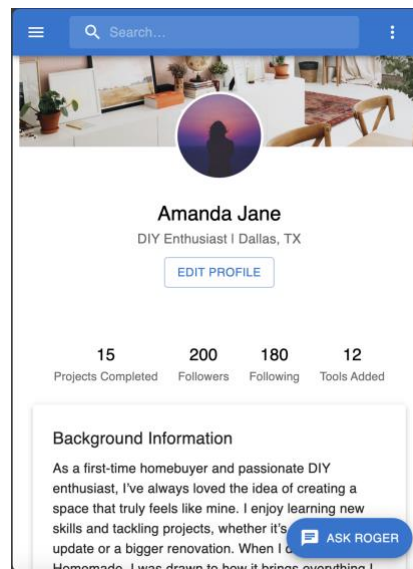 Search...
Amanda Jane
DIY Enthusiast | Dallas, TX
EDIT PROFILE
15 200 180 12
Projects Completed Followers Following Tools Added
Background Information
As a first-time homebuyer and passionate DIY
enthusiast, I've always loved the idea of creating a
space that truly feels like mine. I enjoy learning new
skills and tackling projects, whether it's
update or a bigger renovation. When I
ASK ROGER
Homemade, I was drawn to how it brings everything I